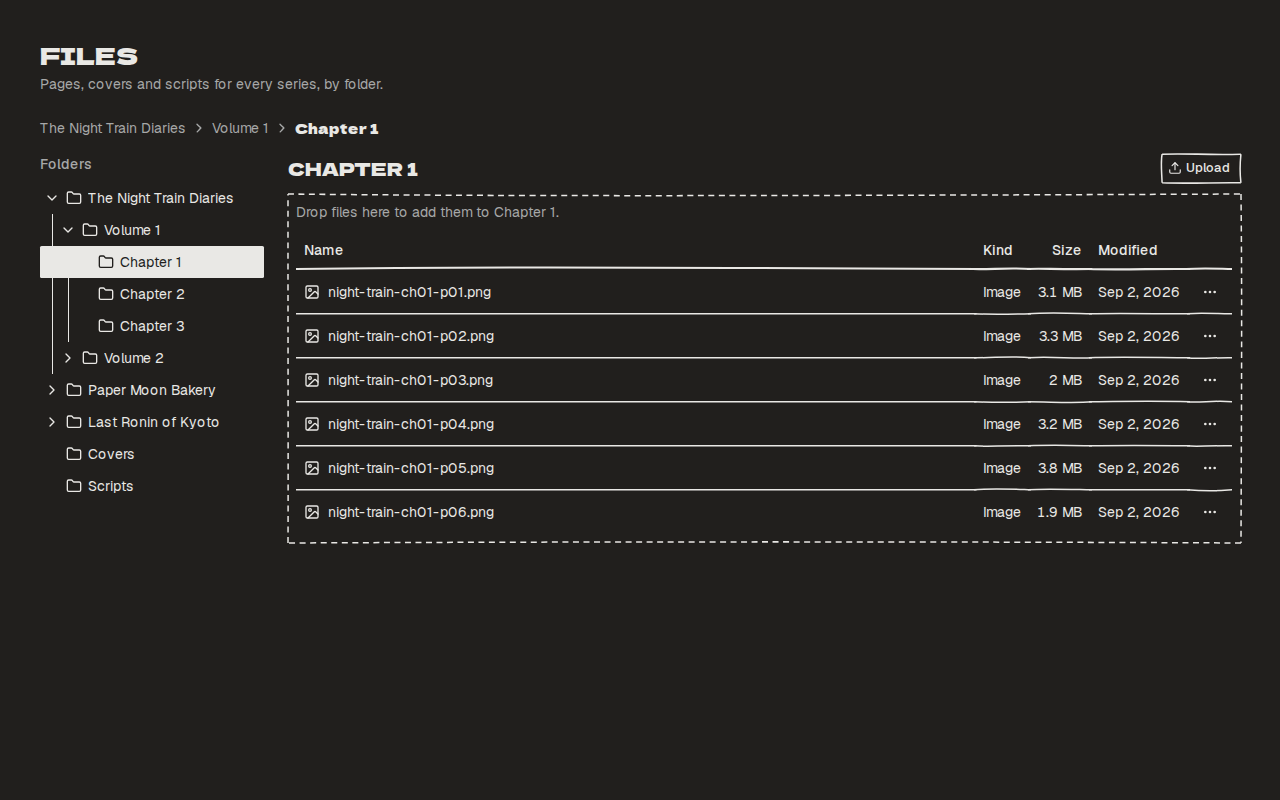 FILES
Pages, covers and scripts for every series, by folder.
The Night Train Diaries Volume 1 Chapter 1
Folders
The Night Train Diaries
Volume 1
Chapter 1
Chapter 2
Chapter 3
Volume 2
Paper Moon Bakery
Last Ronin of Kyoto
Covers
Scripts
CHAPTER 1
Upload
Drop files here to add them to Chapter 1.
Name Kind Size Modified
night-train-ch01-p01.png Image 3.1 MB Sep 2, 2026
night-train-ch01-p02.png Image 3.3 MB Sep 2, 2026
night-train-ch01-p03.png Image 2 MB Sep 2, 2026
night-train-ch01-p04.png Image 3.2 MB Sep 2, 2026
night-train-ch01-p05.png Image 3.8 MB Sep 2, 2026
night-train-ch01-p06.png Image 1.9 MB Sep 2, 2026